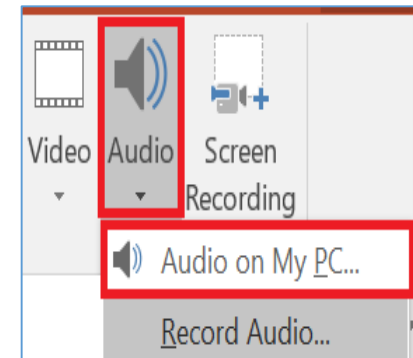 Video Audio Screen
Recording
Audio on My PC...
Record Audio...